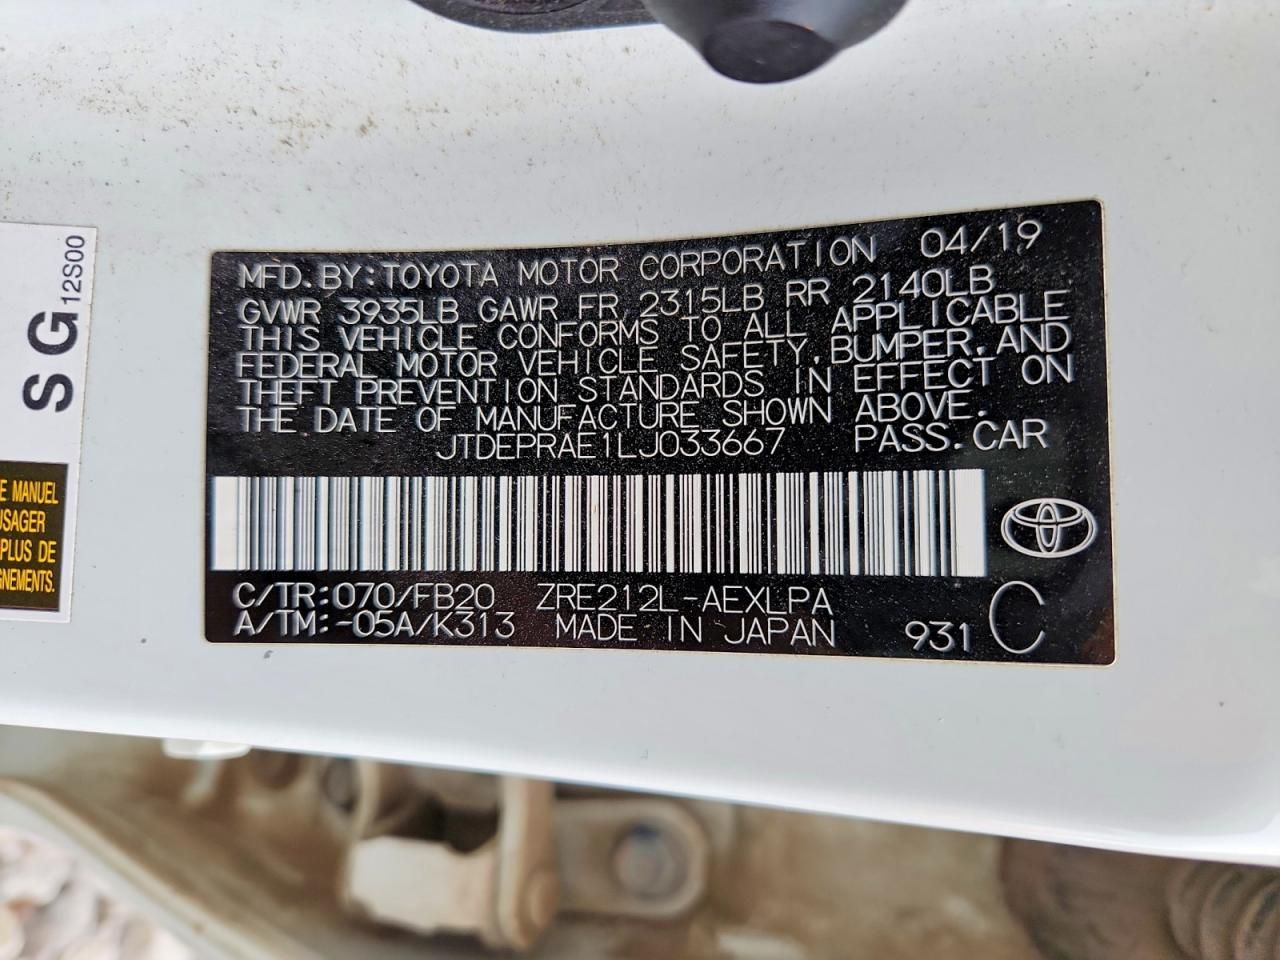 MFD.BY:TOYOTA MOTOR CORPORATION 04/19
GVWR 3935LB GAWR FR 2315LB RR 2140LB
THIS VEHICLE CONFORMS TO ALL APPLICABLE
FEDERAL MOTOR VEHICLE SAFETY,BUMPER,AND
THEFT PREVENTION STANDARDS IN EFFECT ON
THE DATE OF MANUFACTURE SHOWN ABOVE.
JTDEPRAE1LJ033667 PASS.CAR
C/TR:070/FB20 ZRE212L-AEXLPA
A/TM:-05A/K313 MADE IN JAPAN 931 C
SG12S00
E MANUEL
USAGER
PLUS DE
GNEMENTS.